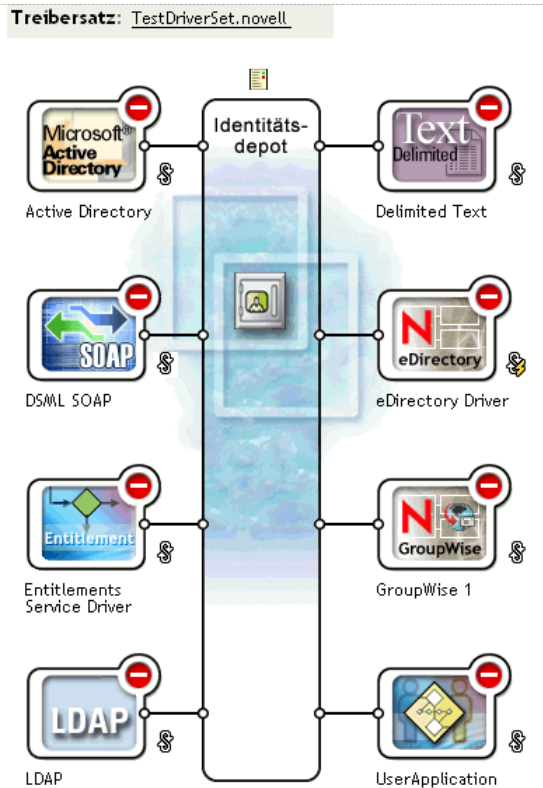 Treibersatz: TestDriverSet.novell
Identitäts-
depot
Microsoft®
Active
Directory
Active Directory
Text
Delimited
Delimited Text
SOAP
DSML SOAP
N
eDirectory
eDirectory Driver
Entitlement
Entitlements
Service Driver
N
GroupWise
GroupWise 1
LDAP
LDAP
UserApplication